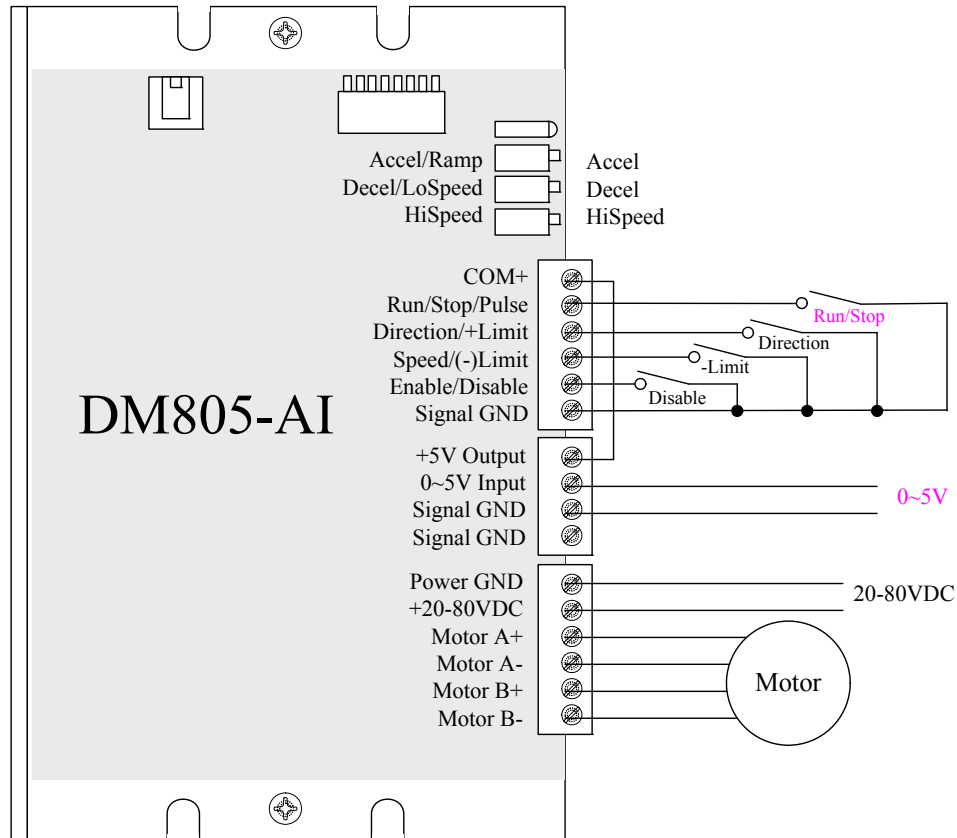 Accel/Ramp
Accel
Decel/LoSpeed
Decel
HiSpeed
HiSpeed
COM+
Run/Stop/Pulse
Run/Stop
Direction/+Limit
Direction
Speed/(-)Limit
-Limit
Enable/Disable
Disable
Signal GND
DM805-AI
+5V Output
0~5V Input
0~5V
Signal GND
Signal GND
Power GND
20-80VDC
+20-80VDC
Motor A+
Motor A-
Motor
Motor B+
Motor B-